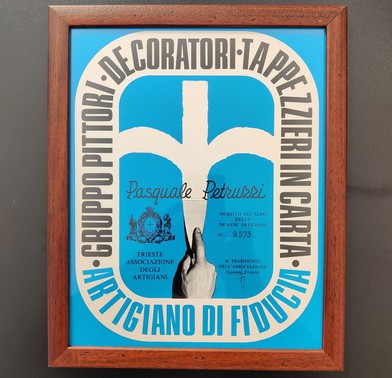 GRUPPO PITTORI · DECORATORI · TAPPEZZIERI IN CARTA ·
ARTIGIANO DI FIDUCIA
Pasquale Petruzzi
TRIESTE
ASSOCIAZIONE
DEGLI
ARTIGIANI
ISCRITTO ALL'ALBO
DELLE
IMPRESE ARTIGIANE
N° 9573
IL PRESIDENTE
DELL'ASSOCIAZIONE